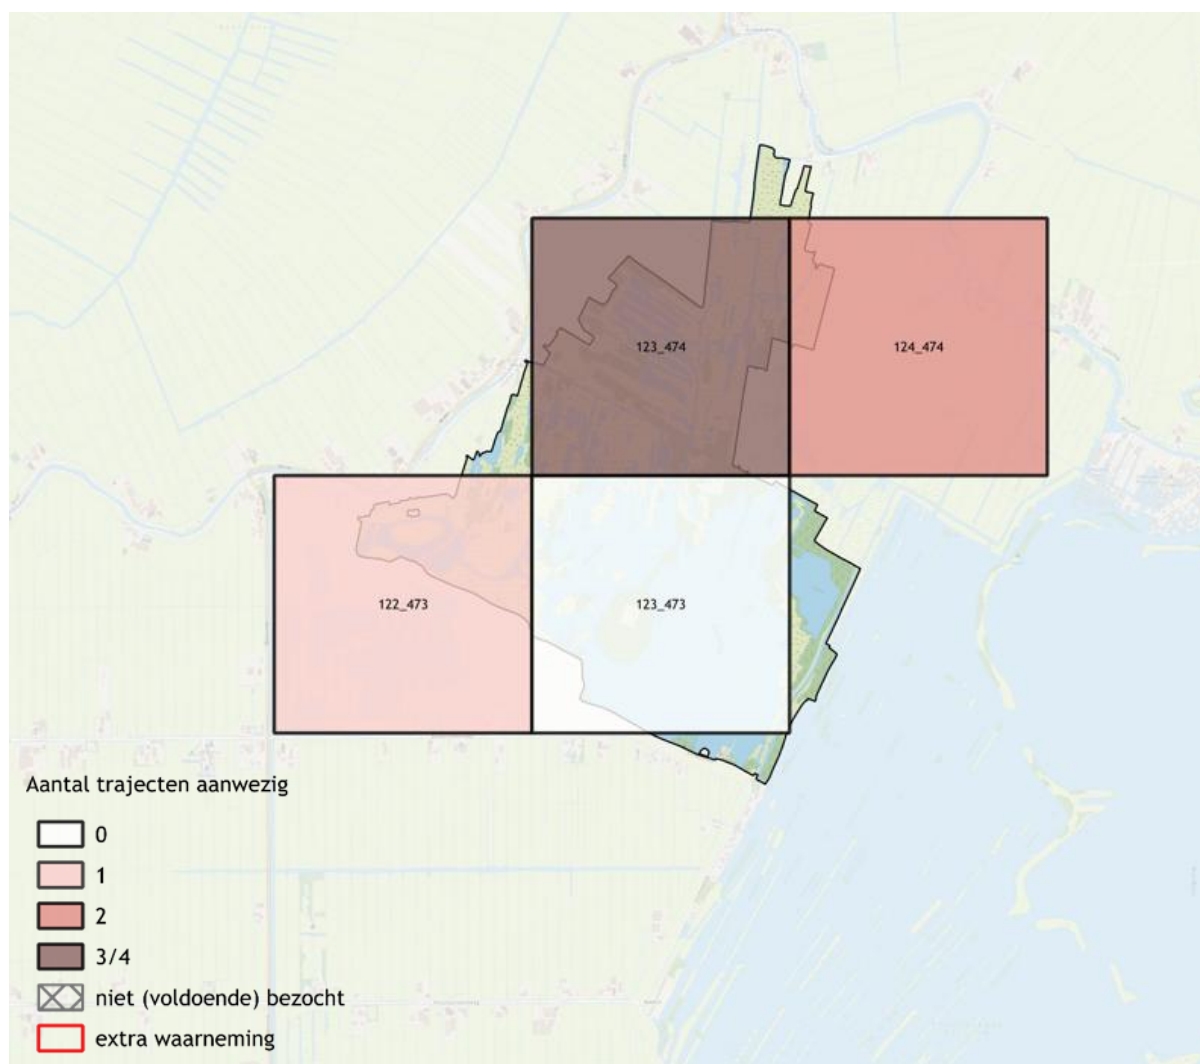 123_474
124_474
122_473
123_473
Aantal trajecten aanwezig
0
1
2
3/4
niet (voldoende) bezocht
extra waarneming